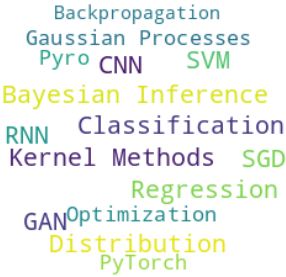 Backpropagation
Gaussian Processes
Pyro CNN SVM
Bayesian Inference
RNN Classification
Kernel Methods SGD
Regression
GAN Optimization
Distribution
PyTorch